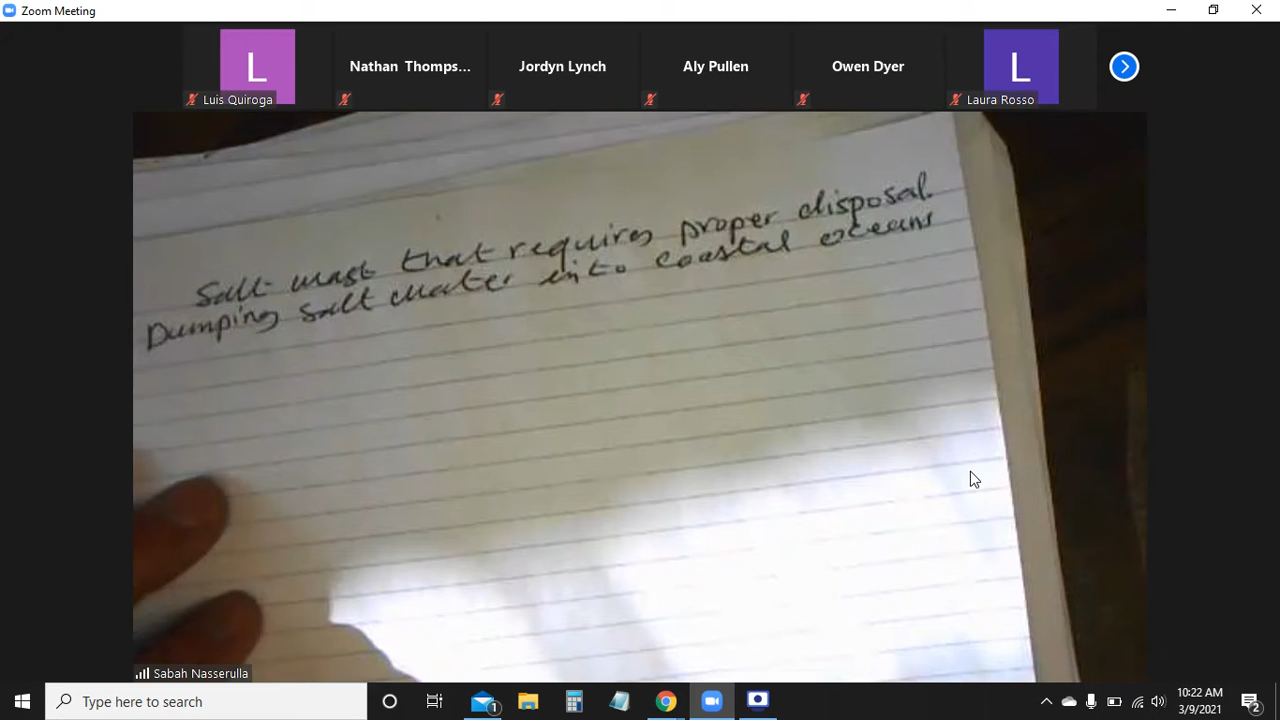 Zoom Meeting
L
Luis Quiroga
Nathan Thomps...
Jordyn Lynch
Aly Pullen
Owen Dyer
L
Laura Rosso
Salt wast that requires proper disposal.
Dumping salt water into coastal oceans
Sabah Nasserulla
Type here to search
1
10:22 AM
3/9/2021
2